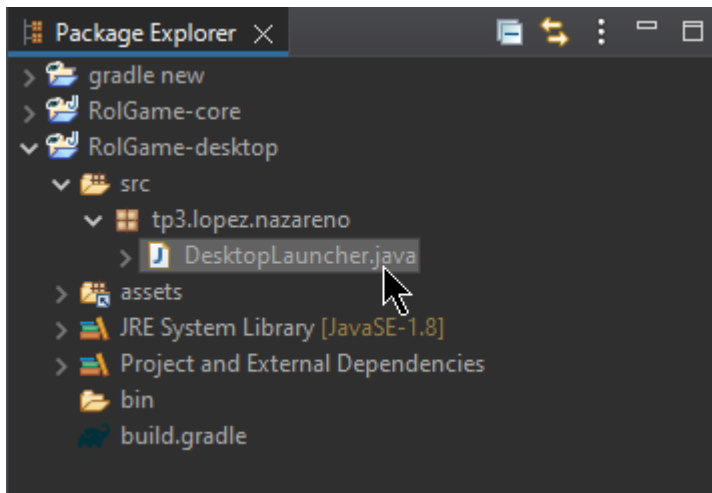 Package Explorer
gradle new
RolGame-core
RolGame-desktop
src
tp3.lopez.nazareno
DesktopLauncher.java
assets
JRE System Library [JavaSE-1.8]
Project and External Dependencies
bin
build.gradle